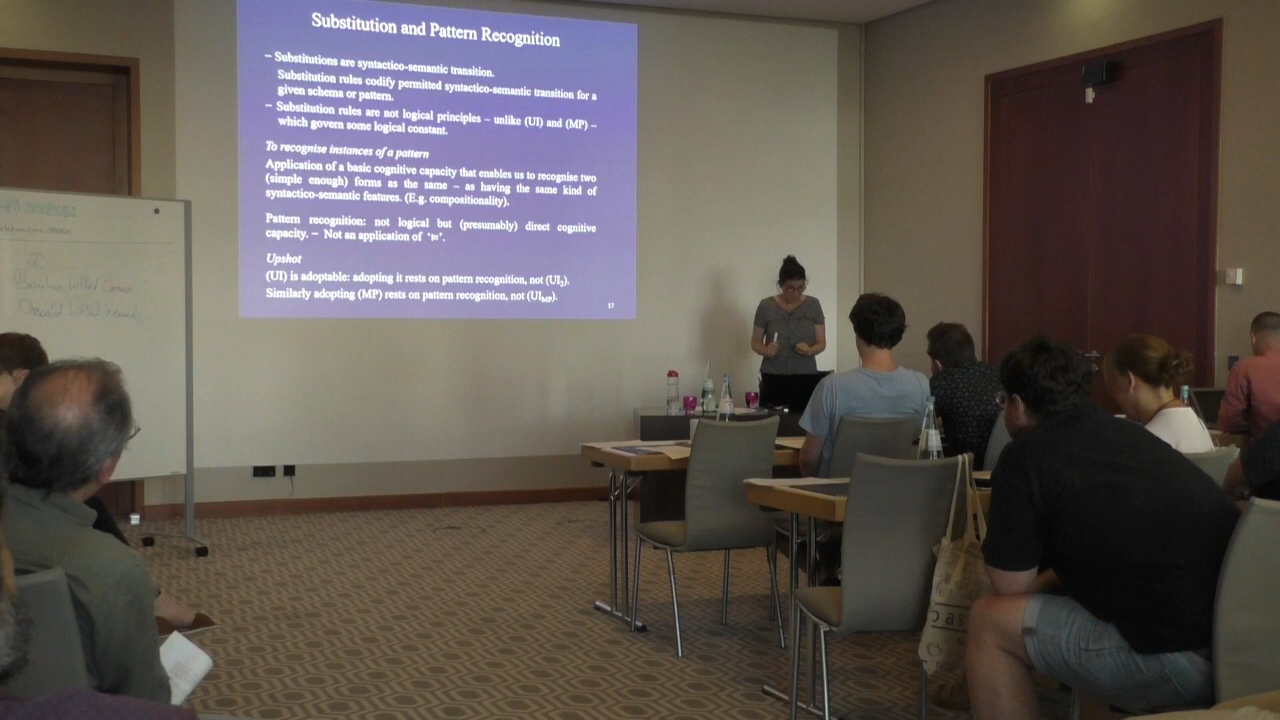 Substitution and Pattern Recognition
– Substitutions are syntactico-semantic transition.
Substitution rules codify permitted syntactico-semantic transition for a
given schema or pattern.
– Substitution rules are not logical principles – unlike (UI) and (MP) –
which govern some logical constant.
To recognise instances of a pattern
Application of a basic cognitive capacity that enables us to recognise two
(simple enough) forms as the same – as having the same kind of
syntactico-semantic features. (E.g. compositionality).
Pattern recognition: not logical but (presumably) direct cognitive
capacity. – Not an application of ‘⊨’.
Upshot
(UI) is adoptable: adopting it rests on pattern recognition, not (UI₂).
Similarly adopting (MP) rests on pattern recognition, not (UI_MP).
17